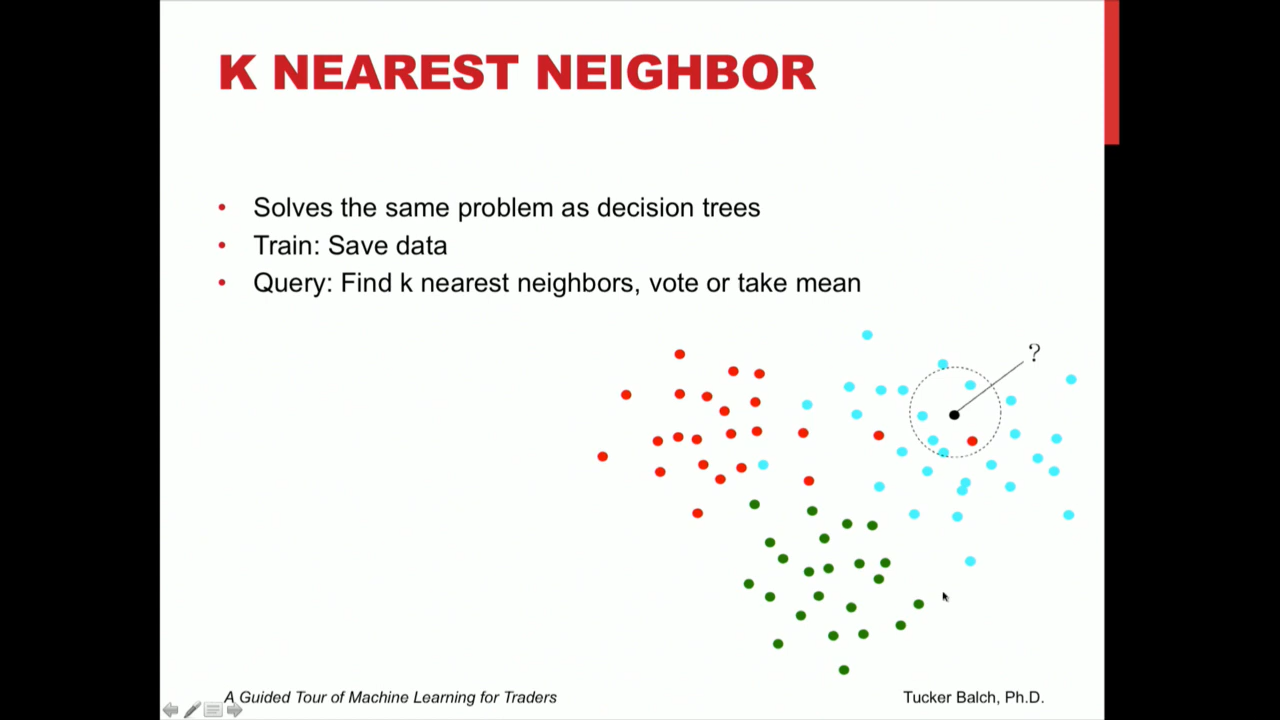 K NEAREST NEIGHBOR
• Solves the same problem as decision trees
• Train: Save data
• Query: Find k nearest neighbors, vote or take mean
?
A Guided Tour of Machine Learning for Traders
Tucker Balch, Ph.D.